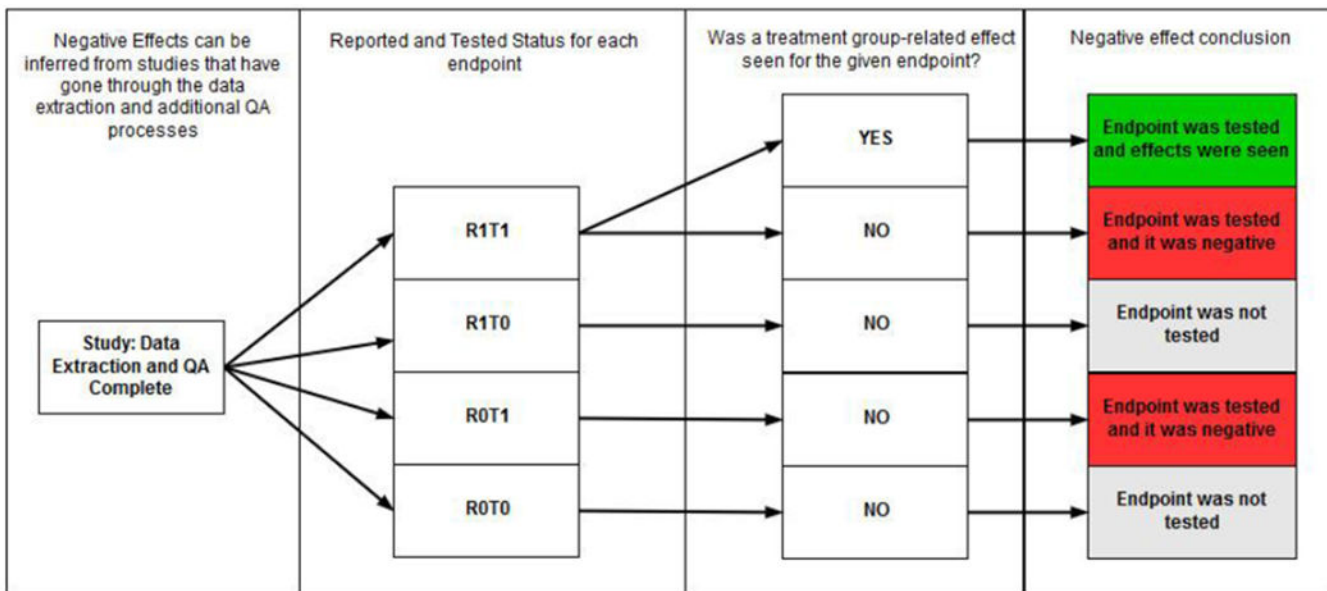 Negative Effects can be
inferred from studies that have
gone through the data
extraction and additional QA
processes
Reported and Tested Status for each
endpoint
Was a treatment group-related effect
seen for the given endpoint?
Negative effect conclusion
Study: Data
Extraction and QA
Complete
R1T1
R1T0
R0T1
R0T0
YES
NO
NO
NO
NO
Endpoint was tested
and effects were seen
Endpoint was tested
and it was negative
Endpoint was not
tested
Endpoint was tested
and it was negative
Endpoint was not
tested